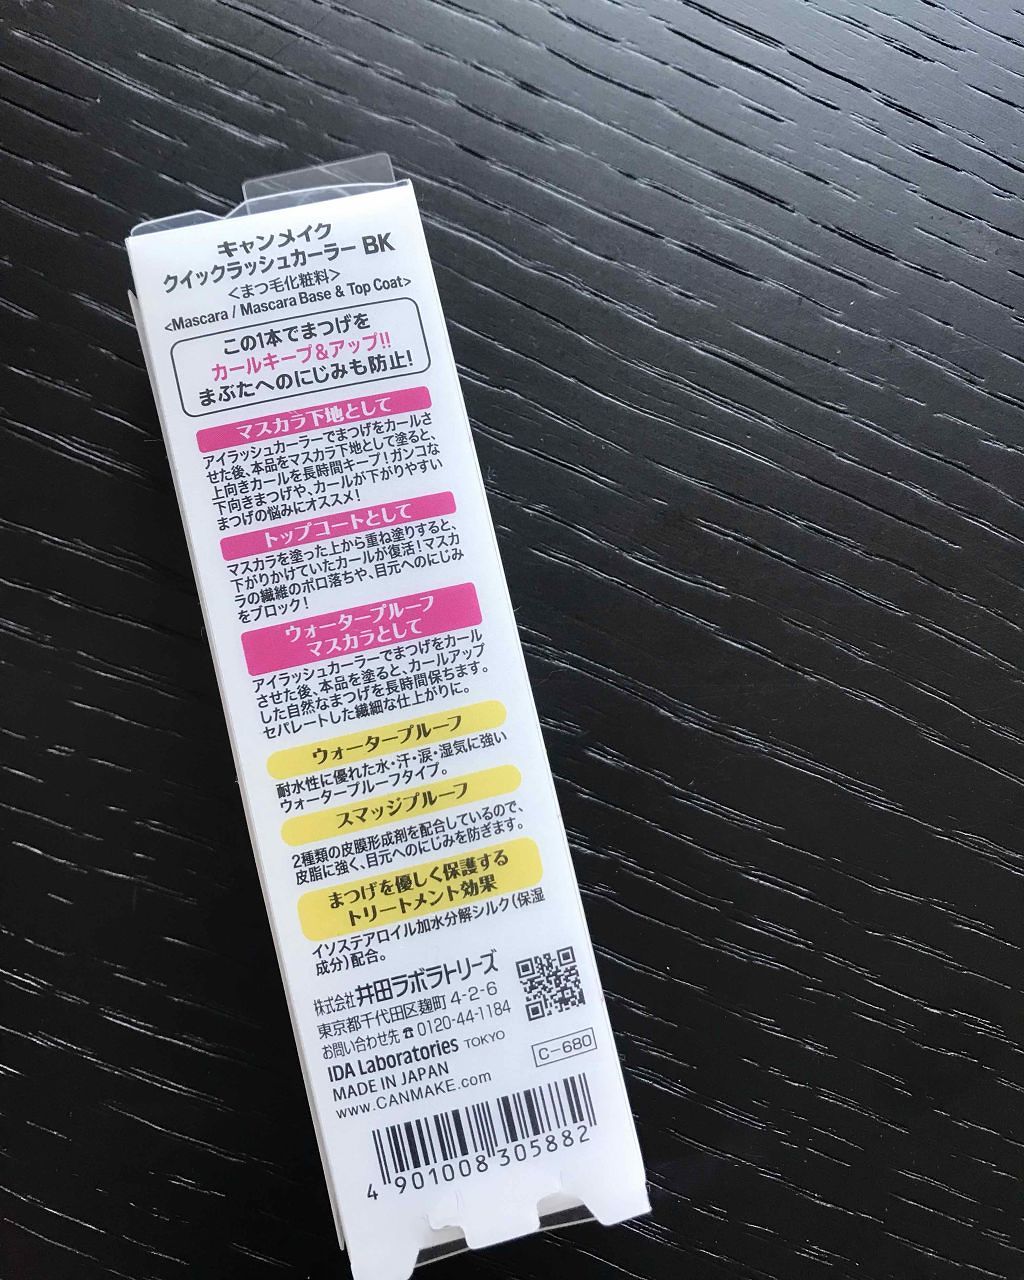 キャンメイク
クイックラッシュカーラー BK
<まつ毛化粧料>
<Mascara / Mascara Base & Top Coat>
この1本でまつげを
カールキープ&アップ!!
まぶたへのにじみも防止!
マスカラ下地として
アイラッシュカーラーでまつげをカールさ
せた後、本品をマスカラ下地として塗ると、
上向きカールを長時間キープ!ガンコな
下向きまつげや、カールが下がりやすい
まつげの悩みにオススメ!
トップコートとして
マスカラを塗った上から重ね塗りすると、
下がりかけていたカールが復活!マスカ
ラの繊維のポロ落ちや、目元へのにじみ
をブロック!
ウォータープルーフ
マスカラとして
アイラッシュカーラーでまつげをカール
させた後、本品を塗ると、カールアップ
した自然なまつげを長時間保ちます。
セパレートした繊細な仕上がりに。
ウォータープルーフ
耐水性に優れた水・汗・涙・湿気に強い
ウォータープルーフタイプ。
スマッジプルーフ
2種類の皮膜形成剤を配合しているので、
皮脂に強く、目元へのにじみを防ぎます。
まつげを優しく保護する
トリートメント効果
イソステアロイル加水分解シルク(保湿
成分)配合。
株式会社井田ラボラトリーズ
東京都千代田区麹町4-2-6
お問い合わせ先☎0120-44-1184
IDA Laboratories TOKYO
MADE IN JAPAN
C-680
www.CANMAKE.com
4 901008 305882